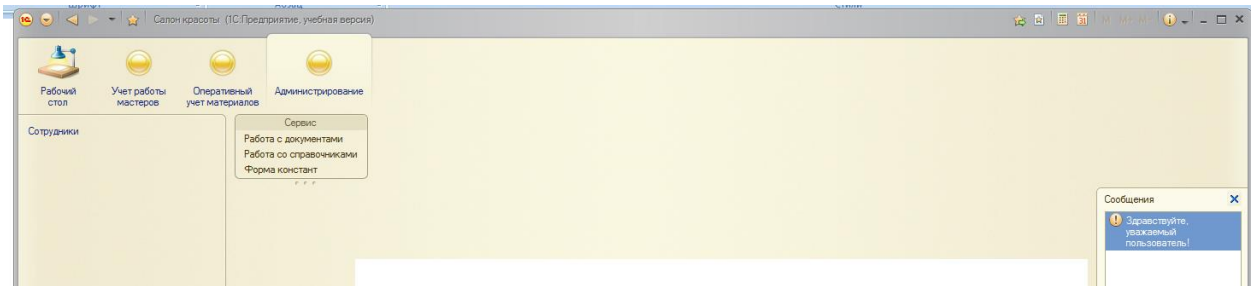 Салон красоты (1С:Предприятие, учебная версия)
31 M M+ M-
Рабочий
стол
Учет работы
мастеров
Оперативный
учет материалов
Администрирование
Сотрудники
Сервис
Работа с документами
Работа со справочниками
Форма констант
Сообщения
Здравствуйте,
уважаемый
пользователь!